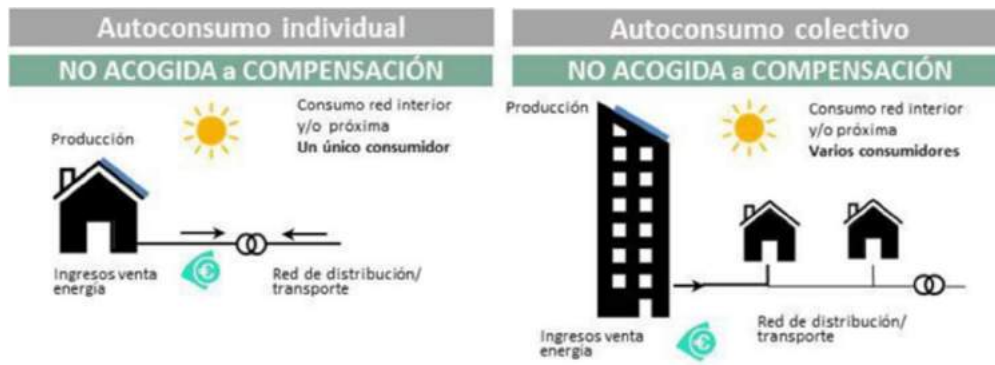 Autoconsumo individual
NO ACOGIDA a COMPENSACIÓN
Producción
Consumo red interior
y/o próxima
Un único consumidor
Ingresos venta
energía
€
Red de distribución/
transporte
Autoconsumo colectivo
NO ACOGIDA a COMPENSACIÓN
Producción
Consumo red interior
y/o próxima
Varios consumidores
Ingresos venta
energía
€
Red de distribución/
transporte